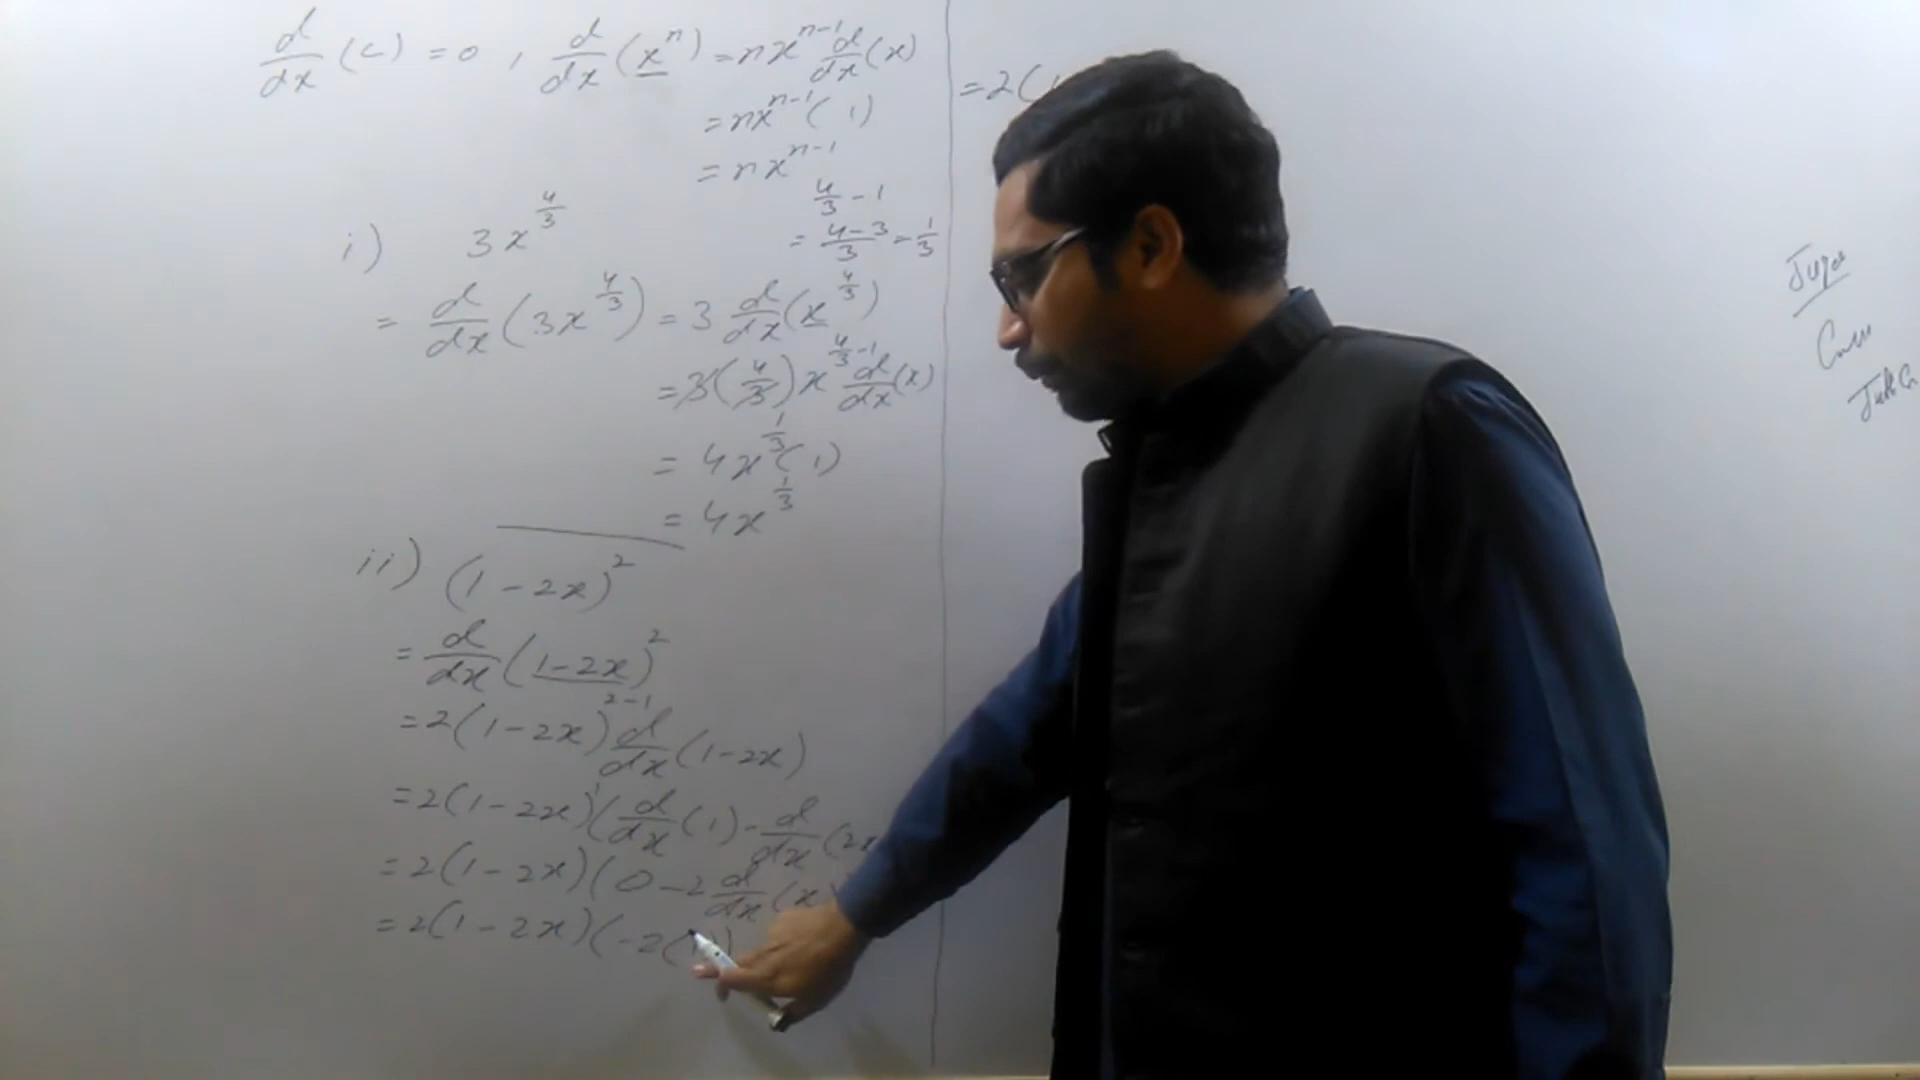 d/dx (c) = 0 , d/dx (x^n) = nx^(n-1) d/dx (x)
= nx^(n-1) (1)
= nx^(n-1)
4/3 - 1
= (4-3)/3 = 1/3
i) 3x^(4/3)
= d/dx (3x^(4/3)) = 3 d/dx (x^(4/3))
= 3(4/3) x^(4/3-1) d/dx (x)
= 4x^(1/3) (1)
= 4x^(1/3)
ii) (1-2x)^2
= d/dx (1-2x)^2
= 2(1-2x)^(2-1) d/dx (1-2x)
= 2(1-2x)^1 (d/dx (1) - d/dx (2x
= 2(1-2x)(0-2 d/dx (x)
= 2(1-2x)(-2(1))
= 2(